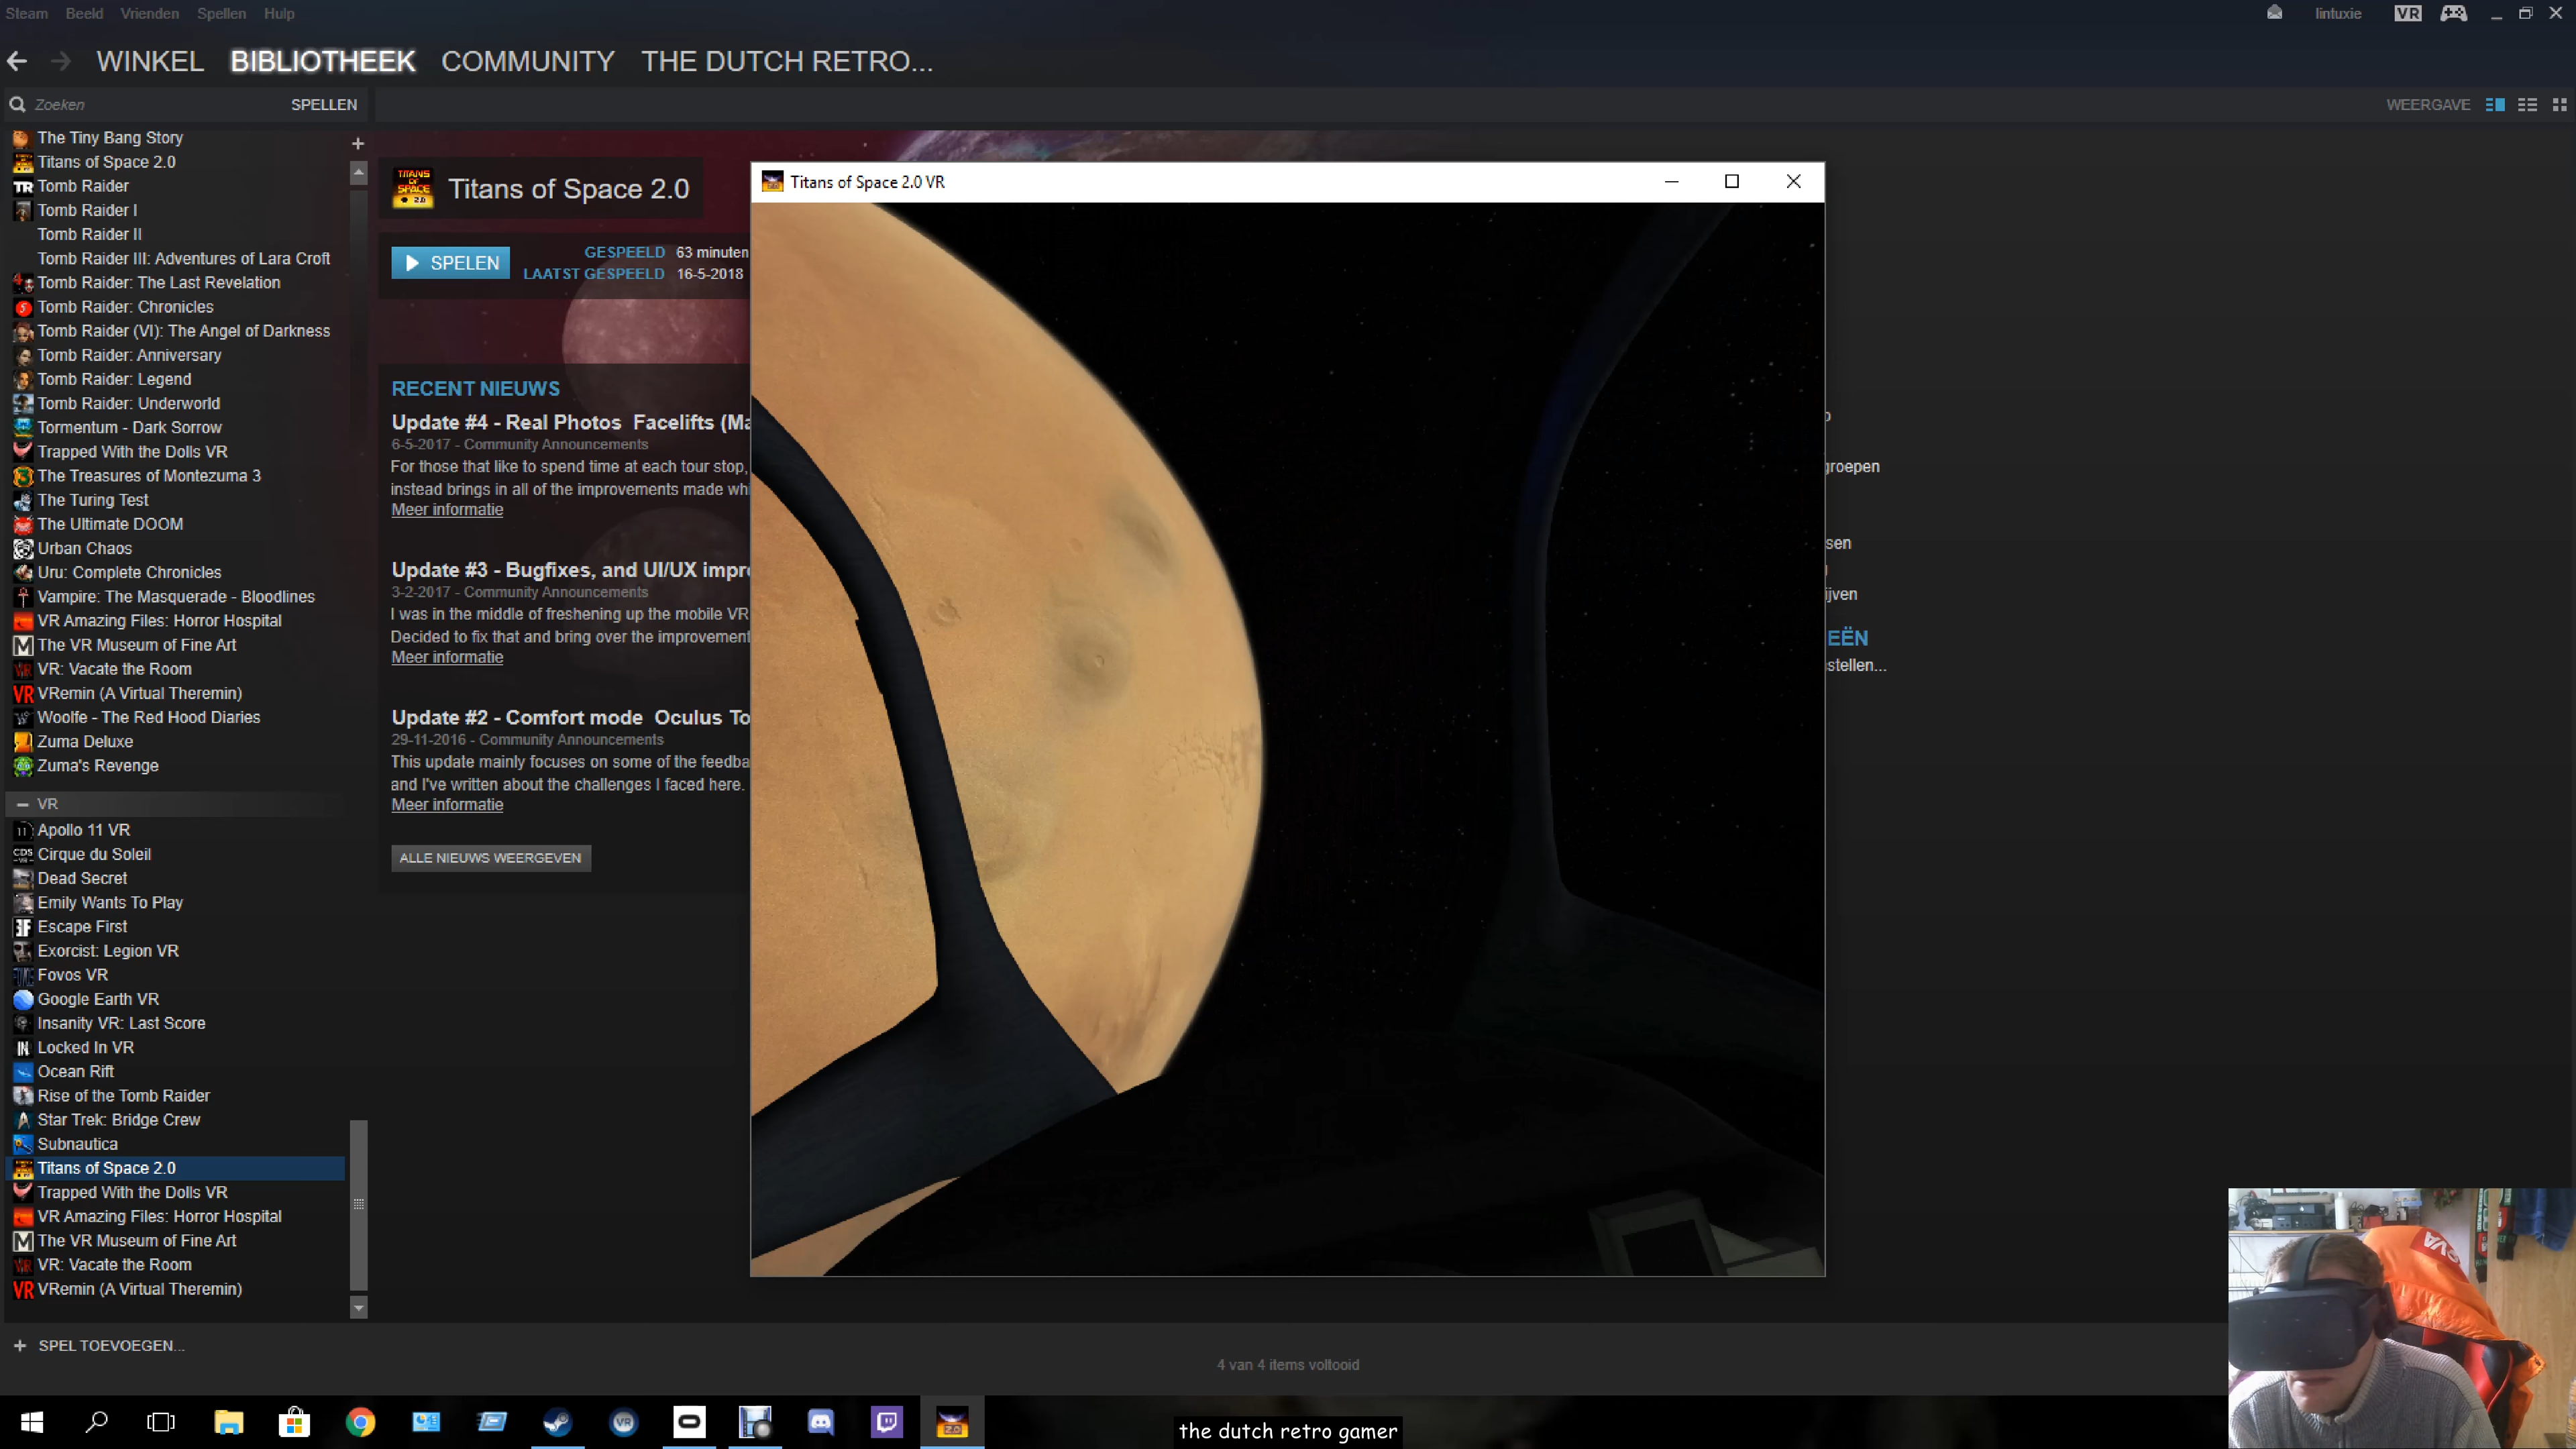 Steam Beeld Vrienden Spellen Hulp
lintuxie VR
WINKEL BIBLIOTHEEK COMMUNITY THE DUTCH RETRO...
Zoeken SPELLEN
WEERGAVE
The Tiny Bang Story
Titans of Space 2.0
Tomb Raider
Tomb Raider I
Tomb Raider II
Tomb Raider III: Adventures of Lara Croft
Tomb Raider: The Last Revelation
Tomb Raider: Chronicles
Tomb Raider (VI): The Angel of Darkness
Tomb Raider: Anniversary
Tomb Raider: Legend
Tomb Raider: Underworld
Tormentum - Dark Sorrow
Trapped With the Dolls VR
The Treasures of Montezuma 3
The Turing Test
The Ultimate DOOM
Urban Chaos
Uru: Complete Chronicles
Vampire: The Masquerade - Bloodlines
VR Amazing Files: Horror Hospital
The VR Museum of Fine Art
VR: Vacate the Room
VRemin (A Virtual Theremin)
Woolfe - The Red Hood Diaries
Zuma Deluxe
Zuma's Revenge
VR
Apollo 11 VR
Cirque du Soleil
Dead Secret
Emily Wants To Play
Escape First
Exorcist: Legion VR
Fovos VR
Google Earth VR
Insanity VR: Last Score
Locked In VR
Ocean Rift
Rise of the Tomb Raider
Star Trek: Bridge Crew
Subnautica
Titans of Space 2.0
Trapped With the Dolls VR
VR Amazing Files: Horror Hospital
The VR Museum of Fine Art
VR: Vacate the Room
VRemin (A Virtual Theremin)
SPEL TOEVOEGEN...
TITANS OF SPACE 2.0
Titans of Space 2.0
SPELEN
GESPEELD 63 minuten
LAATST GESPEELD 16-5-2018
RECENT NIEUWS
Update #4 - Real Photos Facelifts (Ma
6-5-2017 - Community Announcements
For those that like to spend time at each tour stop,
instead brings in all of the improvements made whi
Meer informatie
Update #3 - Bugfixes, and UI/UX impro
3-2-2017 - Community Announcements
I was in the middle of freshening up the mobile VR
Decided to fix that and bring over the improvement
Meer informatie
Update #2 - Comfort mode Oculus To
29-11-2016 - Community Announcements
This update mainly focuses on some of the feedba
and I've written about the challenges I faced here.
Meer informatie
ALLE NIEUWS WEERGEVEN
Titans of Space 2.0 VR
groepen
sen
ijven
EËN
stellen...
4 van 4 items voltooid
the dutch retro gamer